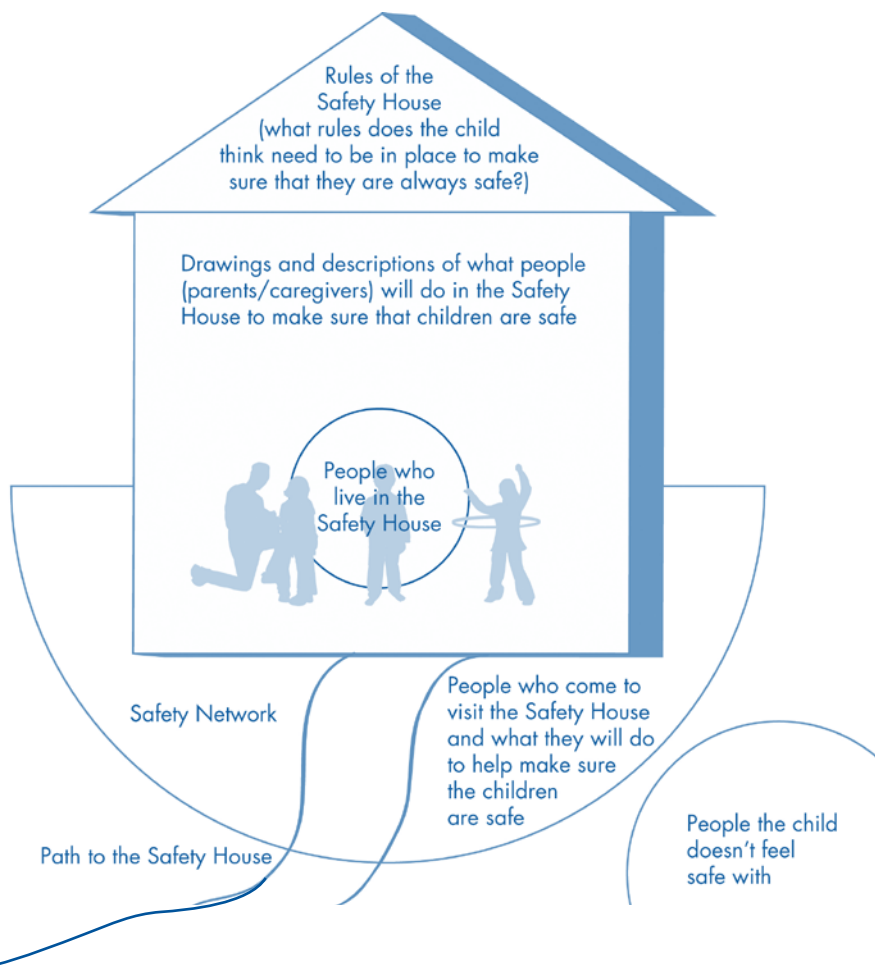 Rules of the
Safety House
(what rules does the child
think need to be in place to make
sure that they are always safe?)
Drawings and descriptions of what people
(parents/caregivers) will do in the Safety
House to make sure that children are safe
People who
live in the
Safety House
Safety Network
People who come to
visit the Safety House
and what they will do
to help make sure
the children
are safe
Path to the Safety House
People the child
doesn't feel
safe with